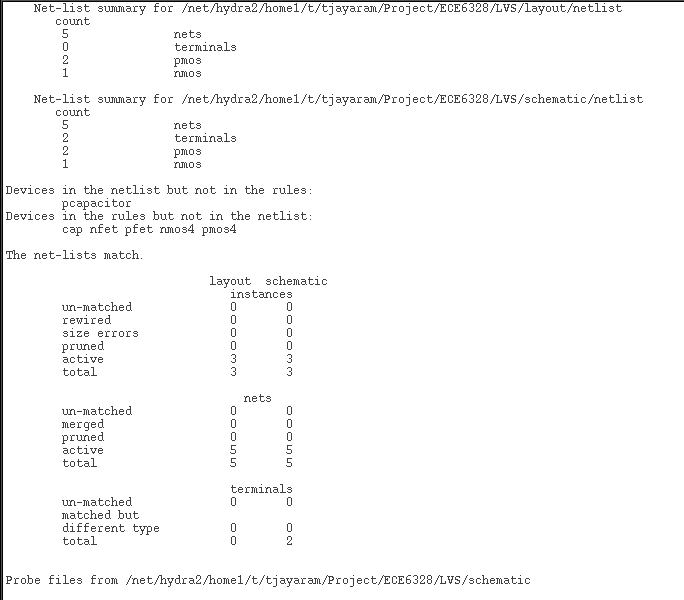 Net-list summary for /net/hydra2/home1/t/tjayaram/Project/ECE6328/LVS/layout/netlist
count
5 nets
0 terminals
2 pmos
1 nmos
Net-list summary for /net/hydra2/home1/t/tjayaram/Project/ECE6328/LVS/schematic/netlist
count
5 nets
2 terminals
2 pmos
1 nmos
Devices in the netlist but not in the rules:
pcapacitor
Devices in the rules but not in the netlist:
cap nfet pfet nmos4 pmos4
The net-lists match.
layout schematic
instances
un-matched 0 0
rewired 0 0
size errors 0 0
pruned 0 0
active 3 3
total 3 3
nets
un-matched 0 0
merged 0 0
pruned 0 0
active 5 5
total 5 5
terminals
un-matched 0 0
matched but
different type 0 0
total 0 2
Probe files from /net/hydra2/home1/t/tjayaram/Project/ECE6328/LVS/schematic